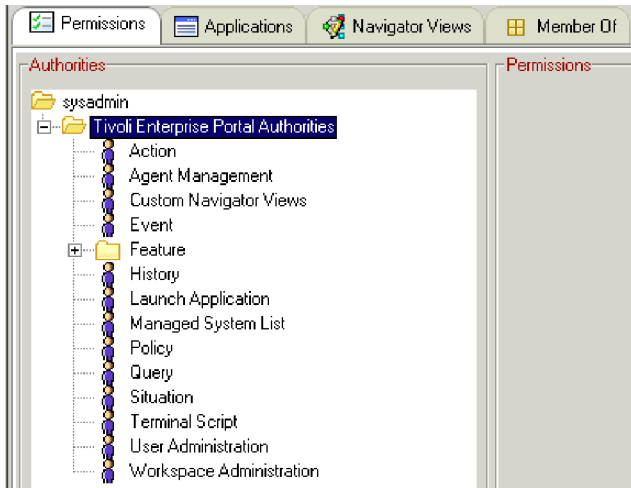 Permissions Applications Navigator Views Member Of
Authorities Permissions
sysadmin
Tivoli Enterprise Portal Authorities
Action
Agent Management
Custom Navigator Views
Event
Feature
History
Launch Application
Managed System List
Policy
Query
Situation
Terminal Script
User Administration
Workspace Administration